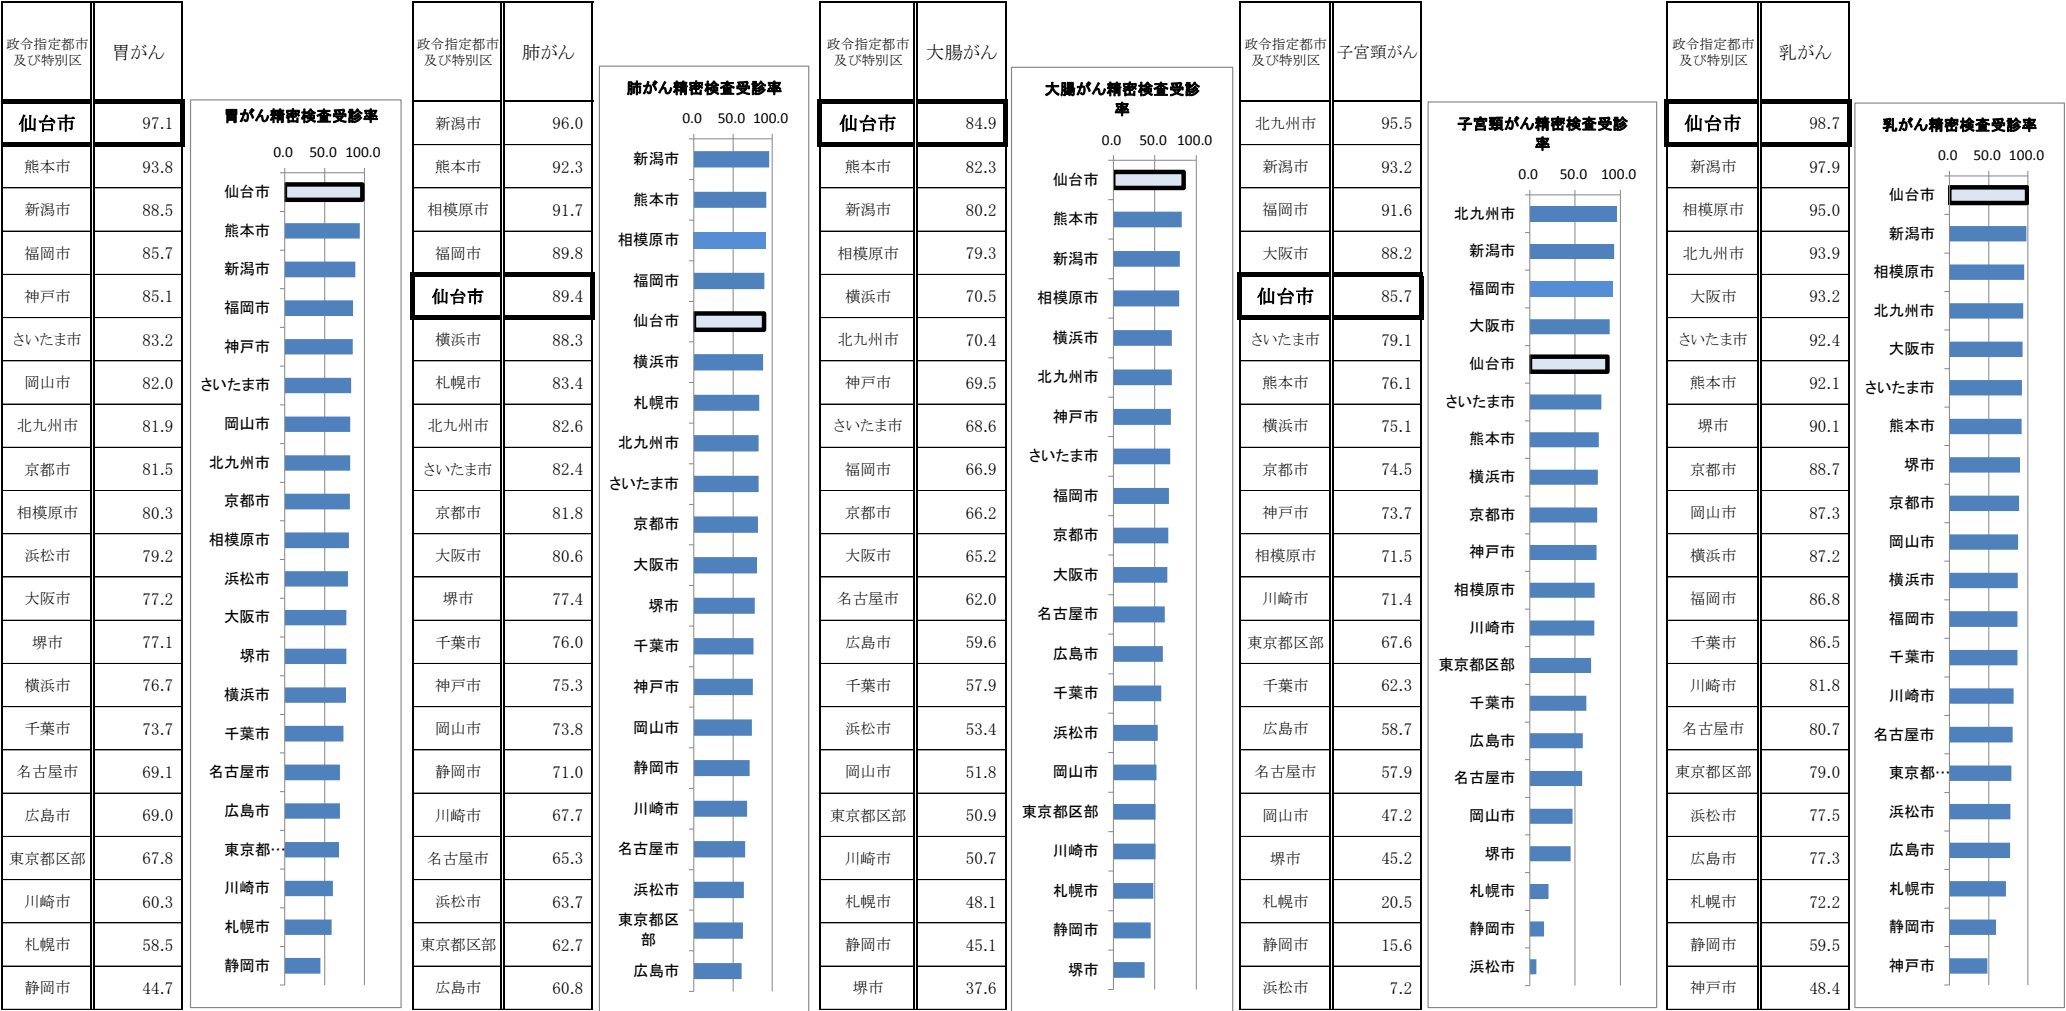 政令指定都市
及び特別区
胃がん
仙台市 97.1
熊本市 93.8
新潟市 88.5
福岡市 85.7
神戸市 85.1
さいたま市 83.2
岡山市 82.0
北九州市 81.9
京都市 81.5
相模原市 80.3
浜松市 79.2
大阪市 77.2
堺市 77.1
横浜市 76.7
千葉市 73.7
名古屋市 69.1
広島市 69.0
東京都区部 67.8
川崎市 60.3
札幌市 58.5
静岡市 44.7
胃がん精密検査受診率
0.0 50.0 100.0
仙台市
熊本市
新潟市
福岡市
神戸市
さいたま市
岡山市
北九州市
京都市
相模原市
浜松市
大阪市
堺市
横浜市
千葉市
名古屋市
広島市
東京都…
川崎市
札幌市
静岡市
政令指定都市
及び特別区
肺がん
新潟市 96.0
熊本市 92.3
相模原市 91.7
福岡市 89.8
仙台市 89.4
横浜市 88.3
札幌市 83.4
北九州市 82.6
さいたま市 82.4
京都市 81.8
大阪市 80.6
堺市 77.4
千葉市 76.0
神戸市 75.3
岡山市 73.8
静岡市 71.0
川崎市 67.7
名古屋市 65.3
浜松市 63.7
東京都区部 62.7
広島市 60.8
肺がん精密検査受診率
0.0 50.0 100.0
新潟市
熊本市
相模原市
福岡市
仙台市
横浜市
札幌市
北九州市
さいたま市
京都市
大阪市
堺市
千葉市
神戸市
岡山市
静岡市
川崎市
名古屋市
浜松市
東京都区
部
広島市
政令指定都市
及び特別区
大腸がん
仙台市 84.9
熊本市 82.3
新潟市 80.2
相模原市 79.3
横浜市 70.5
北九州市 70.4
神戸市 69.5
さいたま市 68.6
福岡市 66.9
京都市 66.2
大阪市 65.2
名古屋市 62.0
広島市 59.6
千葉市 57.9
浜松市 53.4
岡山市 51.8
東京都区部 50.9
川崎市 50.7
札幌市 48.1
静岡市 45.1
堺市 37.6
大腸がん精密検査受診
率
0.0 50.0 100.0
仙台市
熊本市
新潟市
相模原市
横浜市
北九州市
神戸市
さいたま市
福岡市
京都市
大阪市
名古屋市
広島市
千葉市
浜松市
岡山市
東京都区部
川崎市
札幌市
静岡市
堺市
政令指定都市
及び特別区
子宮頸がん
北九州市 95.5
新潟市 93.2
福岡市 91.6
大阪市 88.2
仙台市 85.7
さいたま市 79.1
熊本市 76.1
横浜市 75.1
京都市 74.5
神戸市 73.7
相模原市 71.5
川崎市 71.4
東京都区部 67.6
千葉市 62.3
広島市 58.7
名古屋市 57.9
岡山市 47.2
堺市 45.2
札幌市 20.5
静岡市 15.6
浜松市 7.2
子宮頸がん精密検査受診
率
0.0 50.0 100.0
北九州市
新潟市
福岡市
大阪市
仙台市
さいたま市
熊本市
横浜市
京都市
神戸市
相模原市
川崎市
東京都区部
千葉市
広島市
名古屋市
岡山市
堺市
札幌市
静岡市
浜松市
政令指定都市
及び特別区
乳がん
仙台市 98.7
新潟市 97.9
相模原市 95.0
北九州市 93.9
大阪市 93.2
さいたま市 92.4
熊本市 92.1
堺市 90.1
京都市 88.7
岡山市 87.3
横浜市 87.2
福岡市 86.8
千葉市 86.5
川崎市 81.8
名古屋市 80.7
東京都区部 79.0
浜松市 77.5
広島市 77.3
札幌市 72.2
静岡市 59.5
神戸市 48.4
乳がん精密検査受診率
0.0 50.0 100.0
仙台市
新潟市
相模原市
北九州市
大阪市
さいたま市
熊本市
堺市
京都市
岡山市
横浜市
福岡市
千葉市
川崎市
名古屋市
東京都…
浜松市
広島市
札幌市
静岡市
神戸市